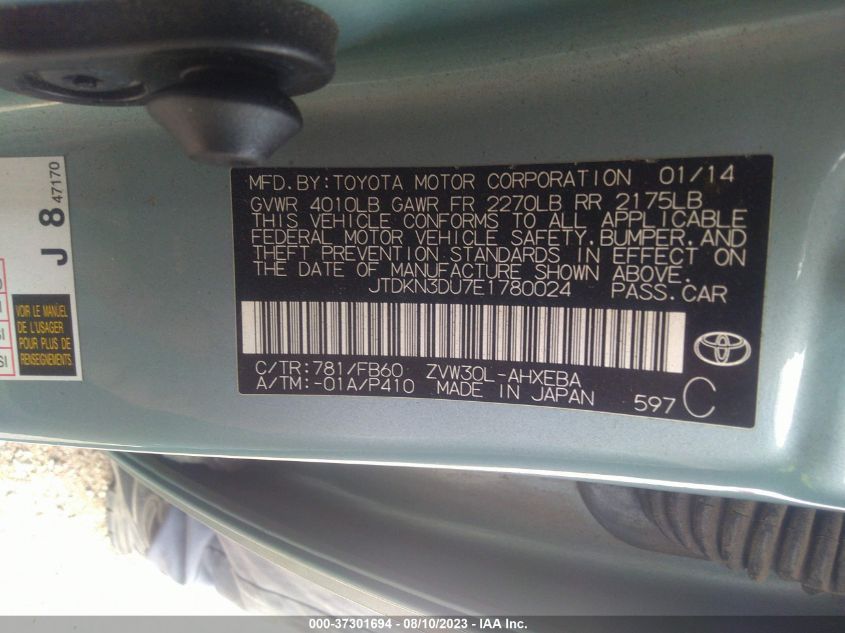 MFD. BY: TOYOTA MOTOR CORPORATION 01/14
GVWR 4010LB GAWR FR 2270LB RR 2175LB
THIS VEHICLE CONFORMS TO ALL APPLICABLE
FEDERAL MOTOR VEHICLE SAFETY, BUMPER, AND
THEFT PREVENTION STANDARDS IN EFFECT ON
THE DATE OF MANUFACTURE SHOWN ABOVE.
JTDKN3DU7E1780024 PASS. CAR
C/TR: 781/FB60 ZVW30L-AHXEBA
A/TM: -01A/P410 MADE IN JAPAN
597 C
J 8 47170
VOIR LE MANUEL
DE L'USAGER
POUR PLUS DE
RENSEIGNEMENTS
000-37301694 - 08/10/2023 - IAA Inc.